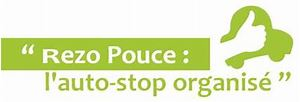 “ Rezo Pouce :
l'auto-stop organisé ”